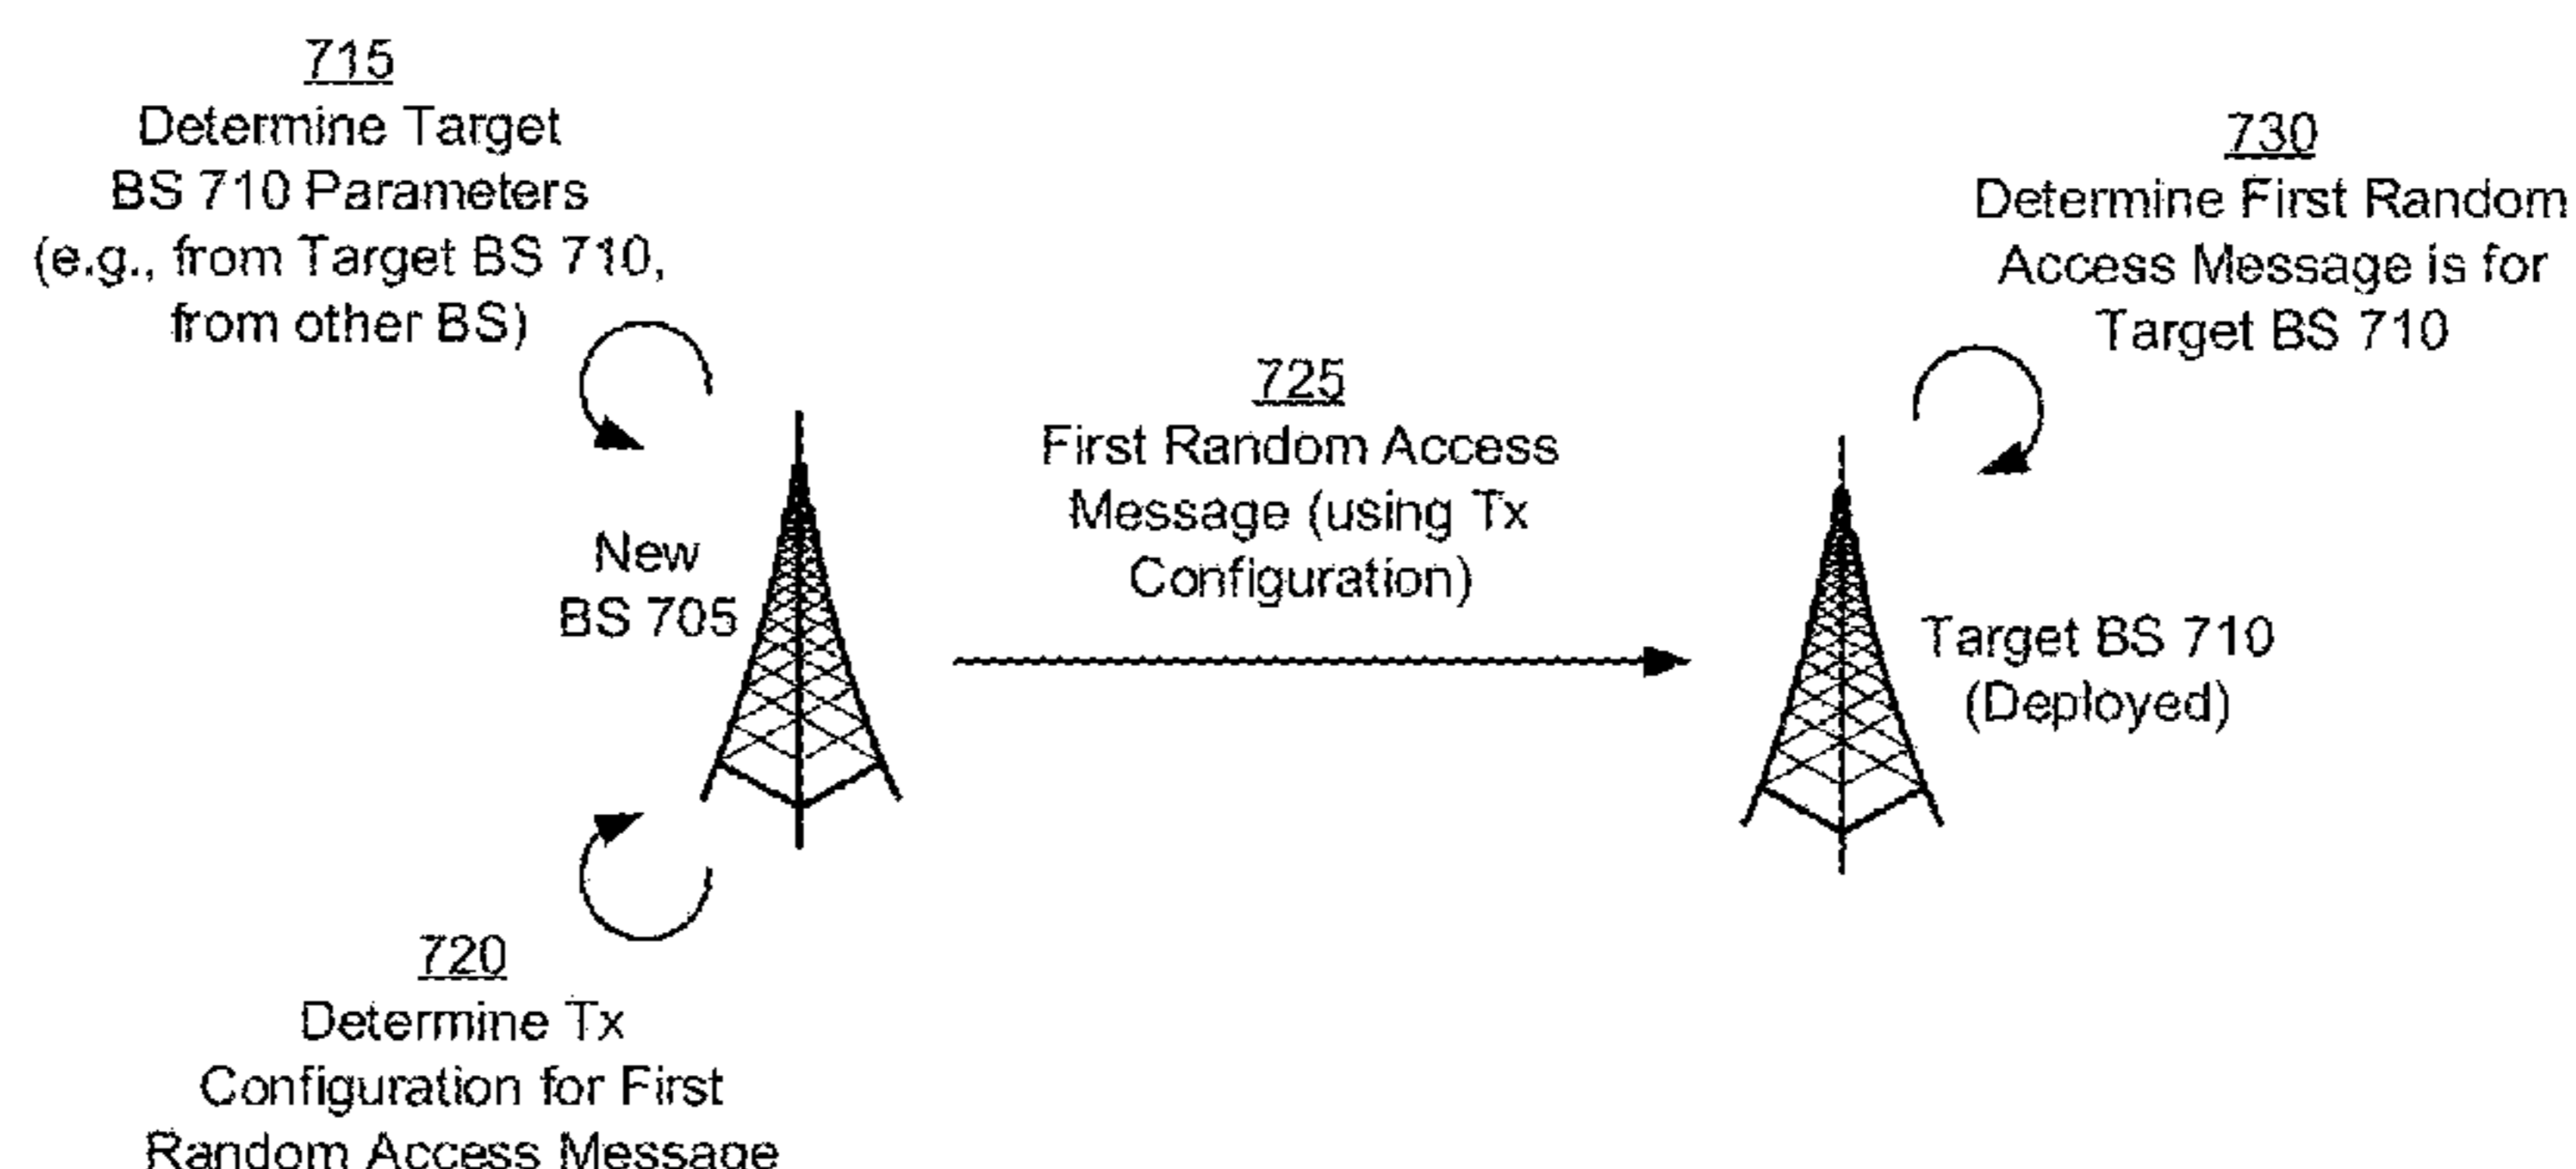 715
Determine Target
BS 710 Parameters
(e.g., from Target BS 710,
from other BS)
New
BS 705
720
Determine Tx
Configuration for First
Random Access Message
725
First Random Access
Message (using Tx
Configuration)
730
Determine First Random
Access Message is for
Target BS 710
Target BS 710
(Deployed)